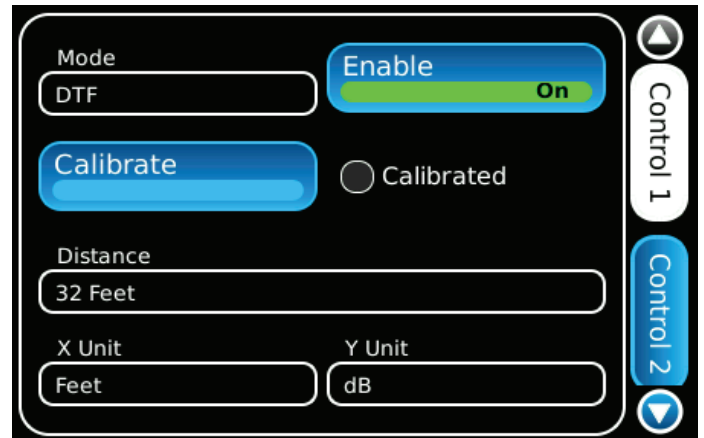 Mode
DTF
Enable
On
Calibrate
Calibrated
Distance
32 Feet
X Unit
Feet
Y Unit
dB
Control 1
Control 2